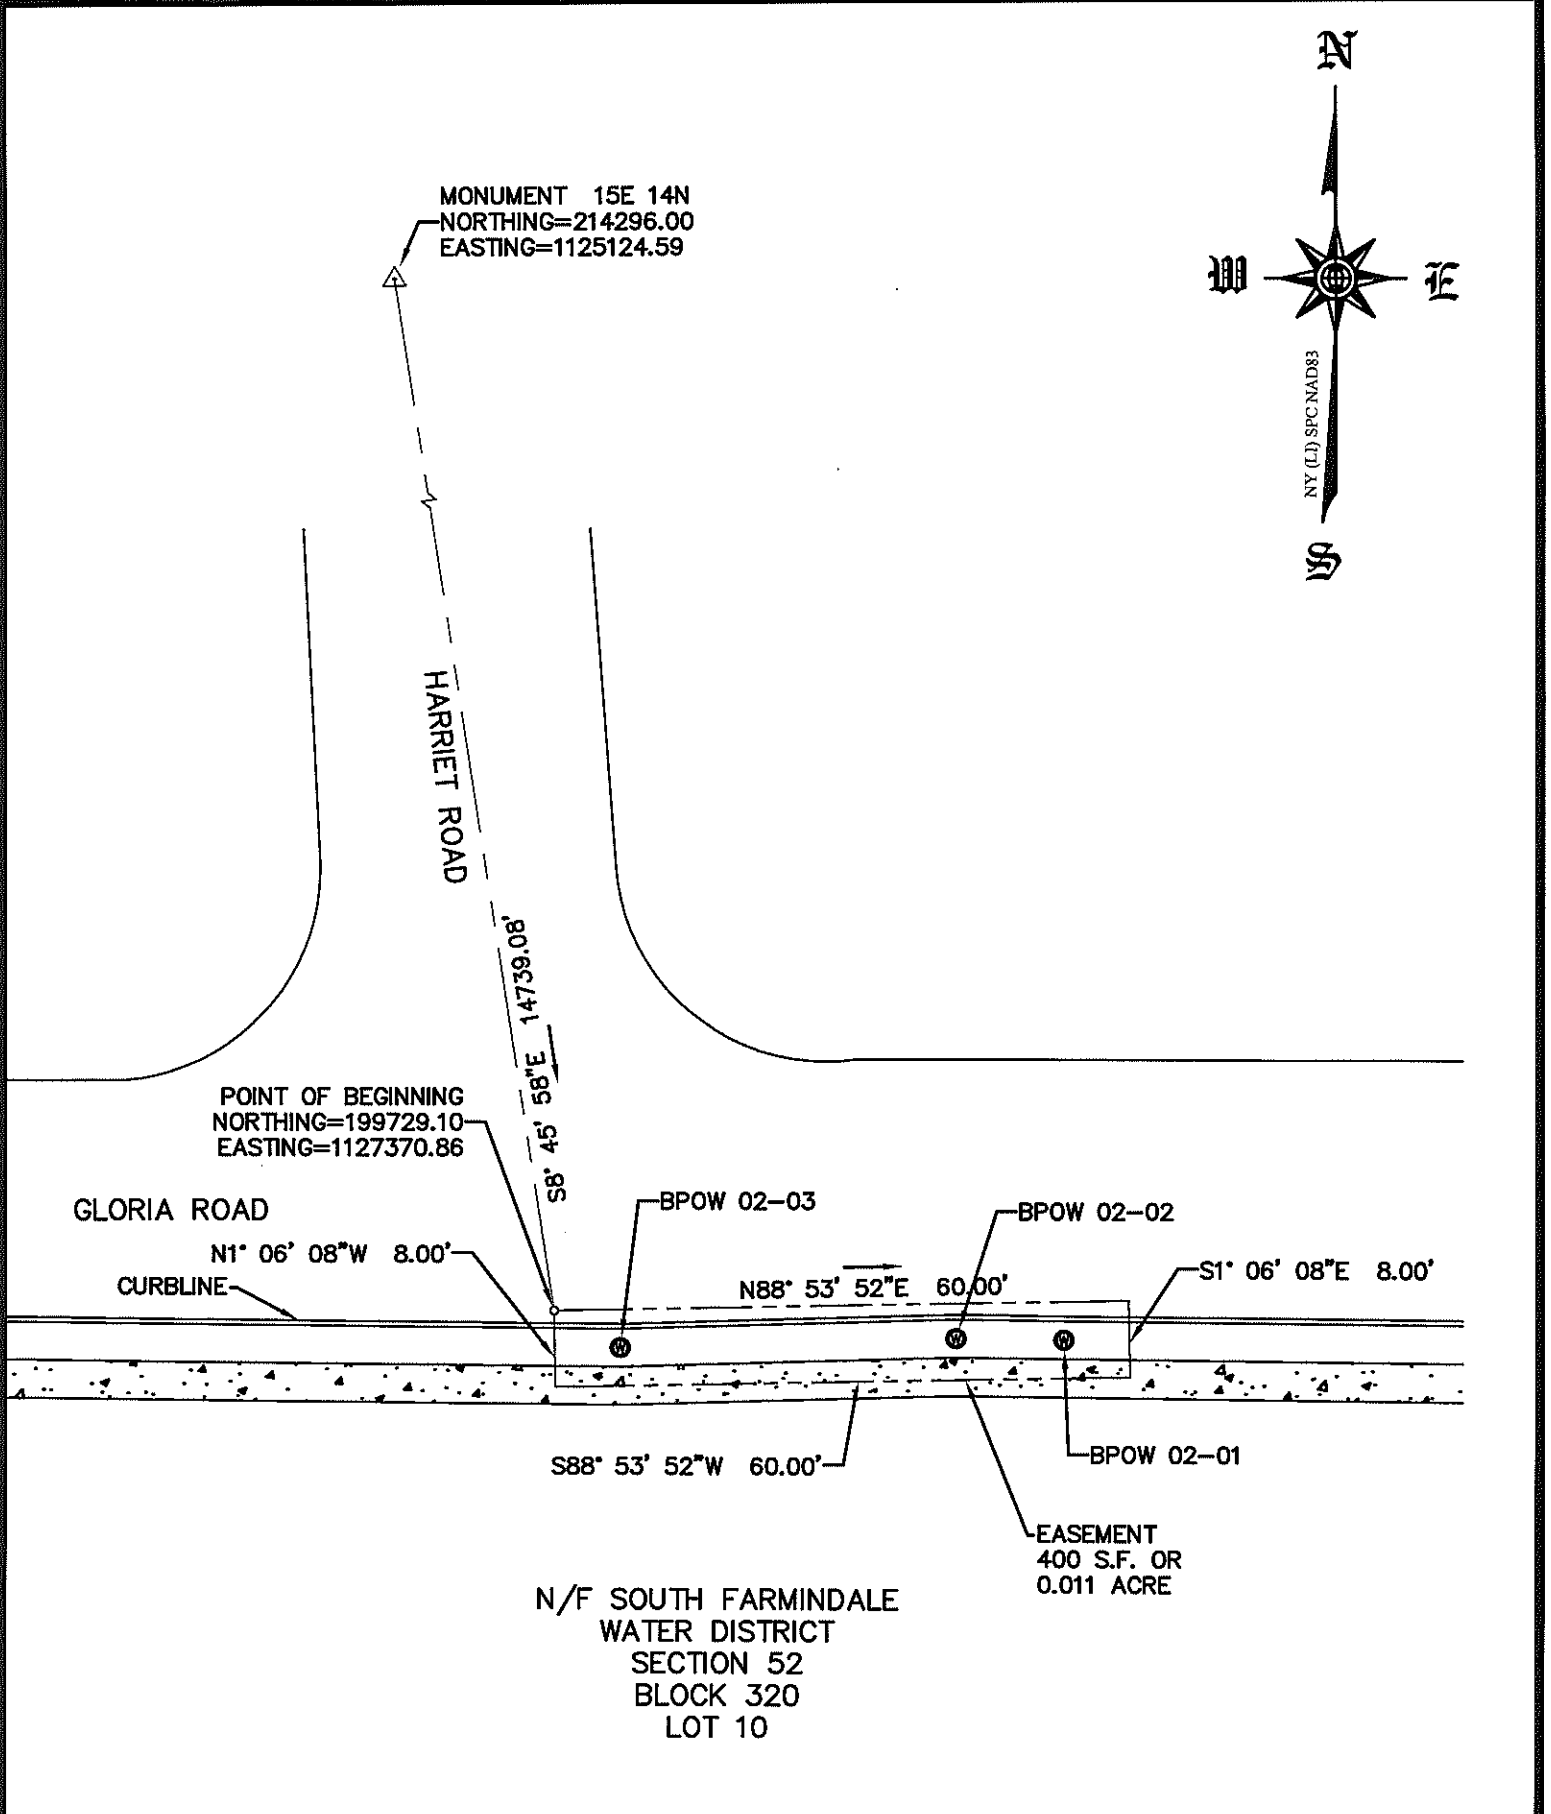 N
MONUMENT 15E 14N
NORTHING=214296.00
EASTING=1125124.59
W
E
NY (LI) SPC NAD83
S
HARRIET ROAD
S8° 45' 58"E 14739.08'
POINT OF BEGINNING
NORTHING=199729.10
EASTING=1127370.86
GLORIA ROAD
BPOW 02-03
BPOW 02-02
N1° 06' 08"W 8.00'
CURBLINE
N88° 53' 52"E 60.00'
S1° 06' 08"E 8.00'
W
W
W
S88° 53' 52"W 60.00'
BPOW 02-01
EASEMENT
400 S.F. OR
0.011 ACRE
N/F SOUTH FARMINDALE
WATER DISTRICT
SECTION 52
BLOCK 320
LOT 10